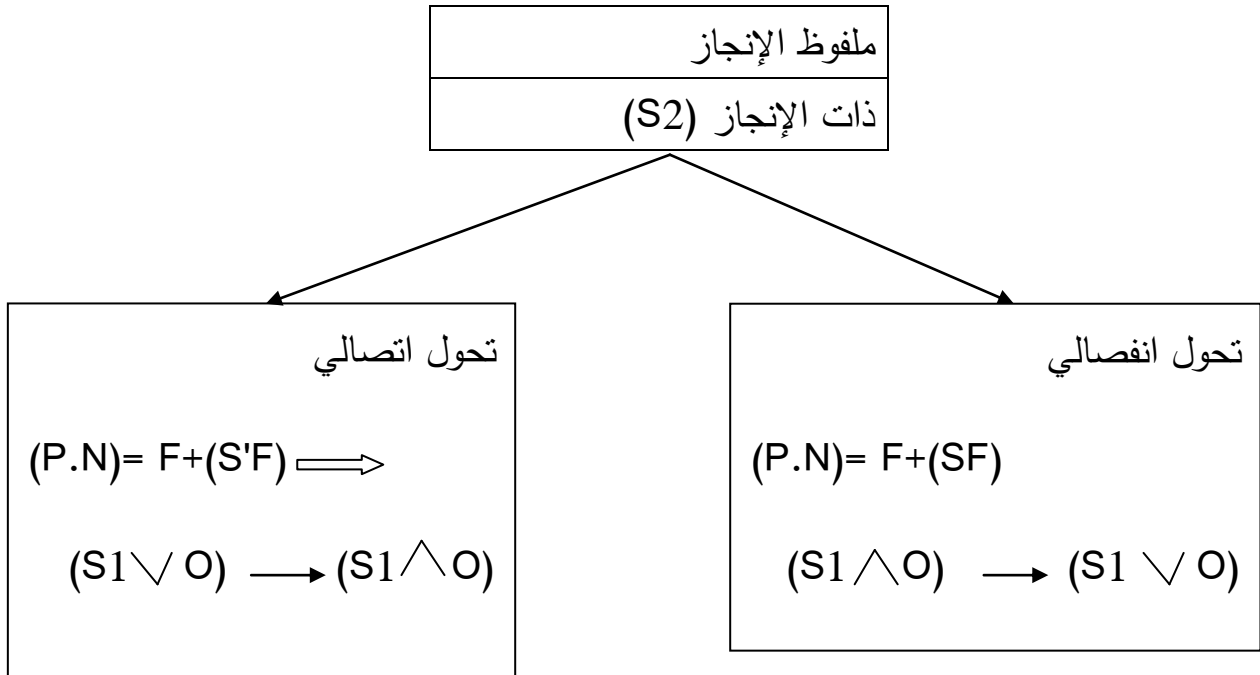 ملفوظ الإنجاز
ذات الإنجاز (S2)
تحول انفصالي
(P.N)= F+(SF)
(S1 ∧ O) → (S1 ∨ O)
تحول اتصالي
(P.N)= F+(S'F) ⟹
(S1 ∨ O) → (S1 ∧ O)